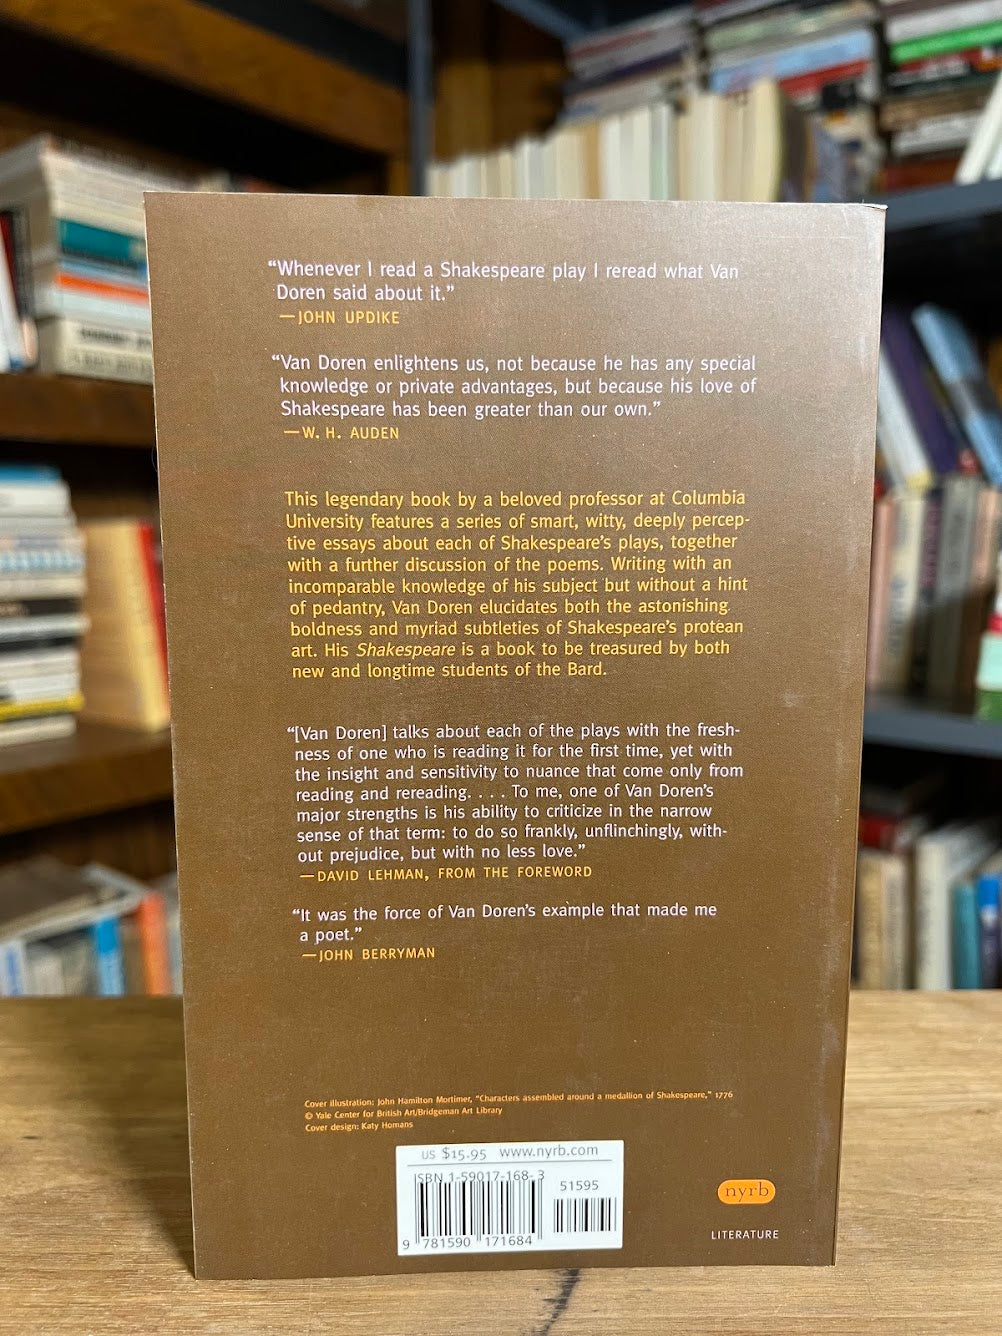 “Whenever I read a Shakespeare play I reread what Van
Doren said about it.”
—JOHN UPDIKE
“Van Doren enlightens us, not because he has any special
knowledge or private advantages, but because his love of
Shakespeare has been greater than our own.”
—W. H. AUDEN
This legendary book by a beloved professor at Columbia
University features a series of smart, witty, deeply percep-
tive essays about each of Shakespeare’s plays, together
with a further discussion of the poems. Writing with an
incomparable knowledge of his subject but without a hint
of pedantry, Van Doren elucidates both the astonishing
boldness and myriad subtleties of Shakespeare’s protean
art. His Shakespeare is a book to be treasured by both
new and longtime students of the Bard.
“[Van Doren] talks about each of the plays with the fresh-
ness of one who is reading it for the first time, yet with
the insight and sensitivity to nuance that come only from
reading and rereading. . . . To me, one of Van Doren’s
major strengths is his ability to criticize in the narrow
sense of that term: to do so frankly, unflinchingly, with-
out prejudice, but with no less love.”
—DAVID LEHMAN, FROM THE FOREWORD
“It was the force of Van Doren’s example that made me
a poet.”
—JOHN BERRYMAN
Cover illustration: John Hamilton Mortimer, “Characters assembled around a medallion of Shakespeare,” 1776
© Yale Center for British Art/Bridgeman Art Library
Cover design: Katy Homans
US $15.95 www.nyrb.com
ISBN 1-59017-168-3
51595
9 781590 171684
nyrb
LITERATURE